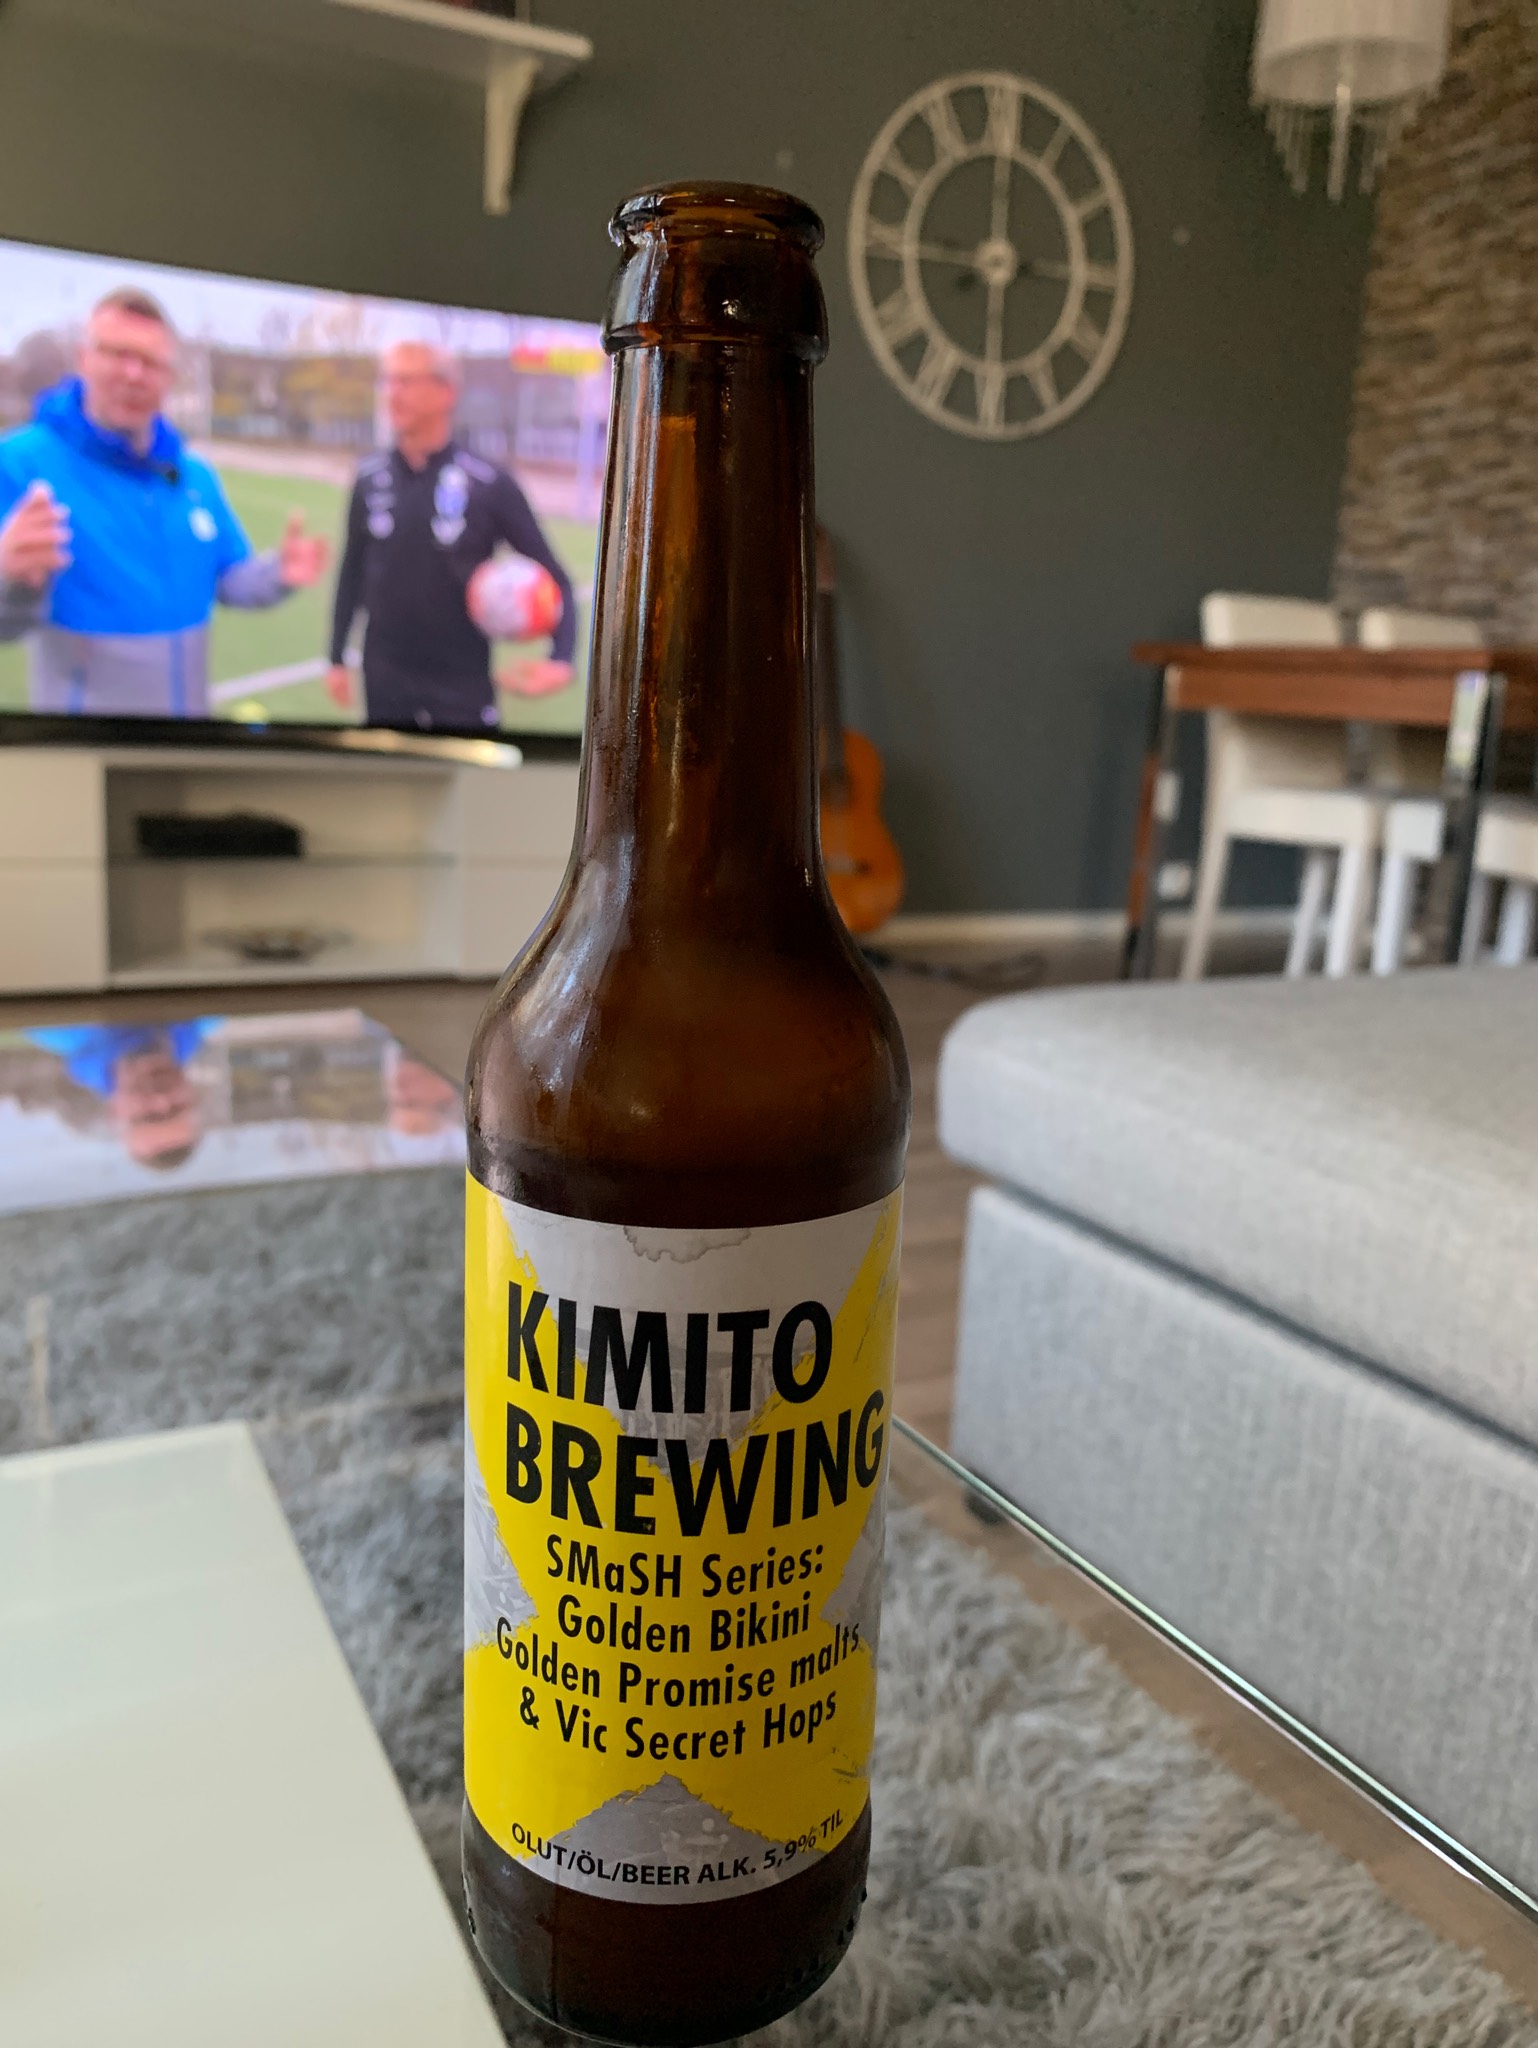 KIMITO
BREWING
SMaSH Series:
Golden Bikini
Golden Promise malts
& Vic Secret Hops
OLUT/ÖL/BEER ALK. 5,9% TIL